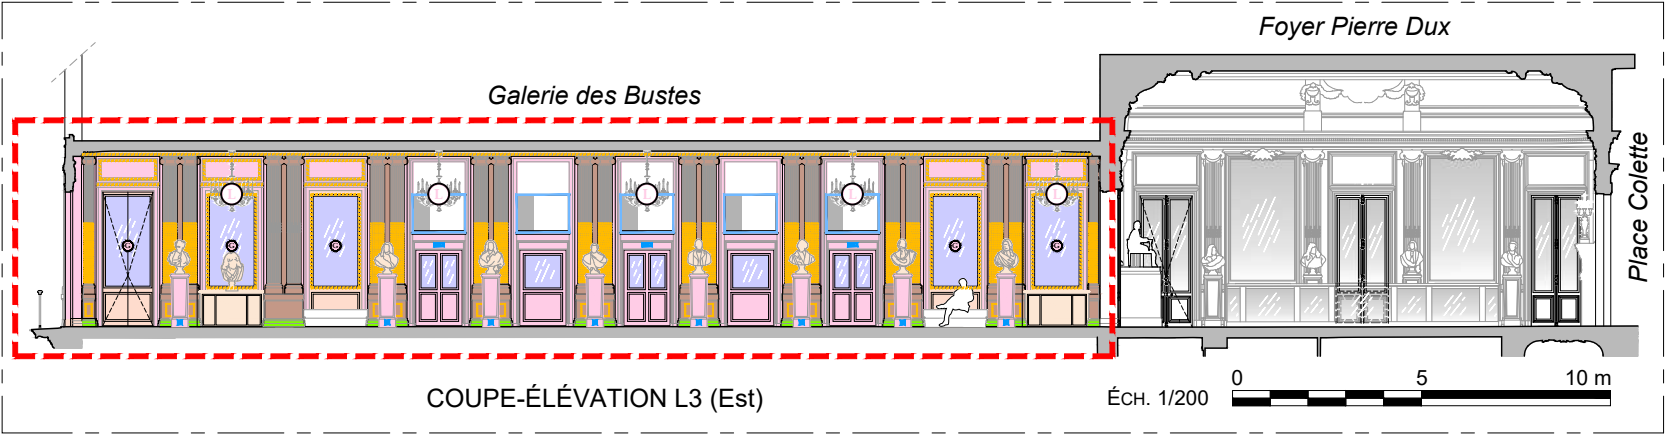 Foyer Pierre Dux
Galerie des Bustes
Place Colette
COUPE-ÉLÉVATION L3 (Est)
ÉCH. 1/200
0 5 10 m